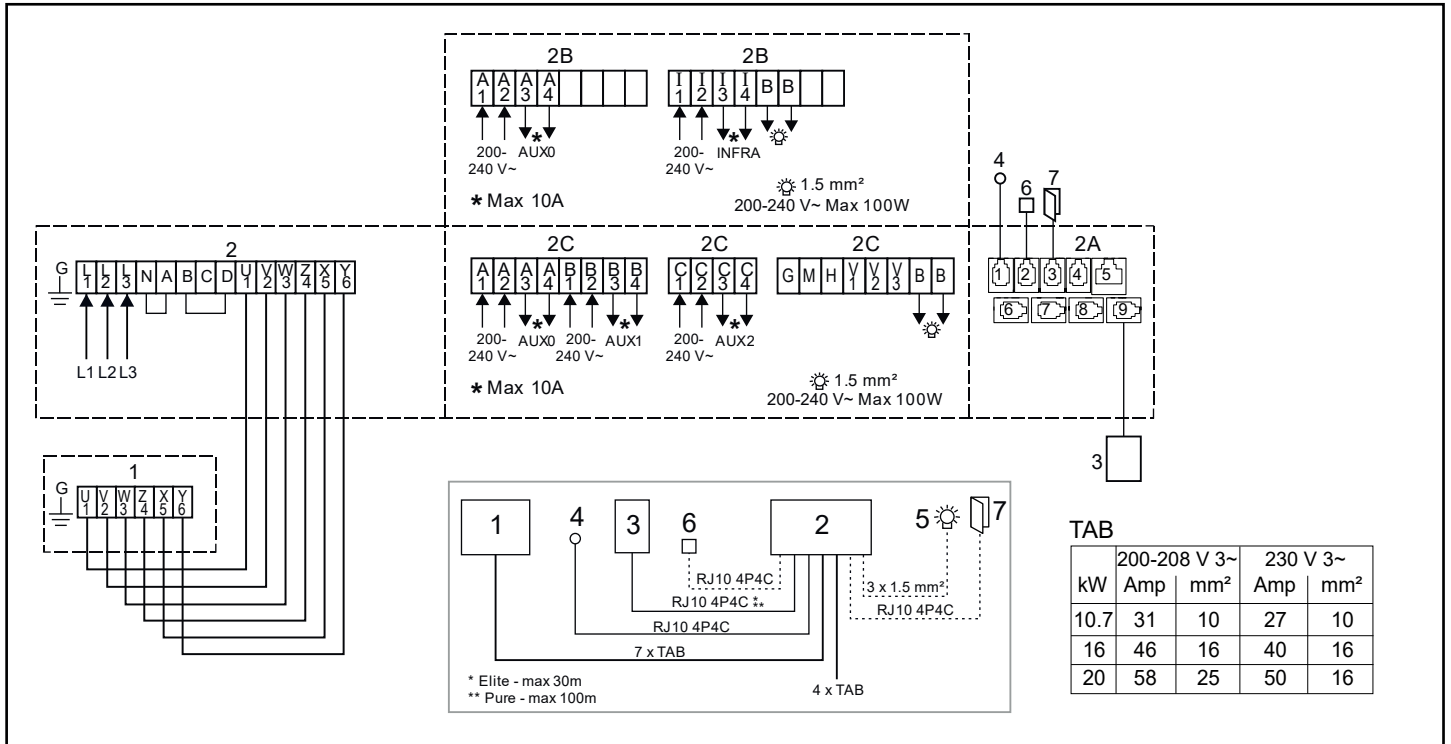 2B 2B
A1 A2 A3 A4 I1 I2 I3 I4 B B
200-240 V~ AUX0 200-240 V~ INFRA
* Max 10A
1.5 mm²
200-240 V~ Max 100W
4 6 7
2 2C 2C 2C 2A
G L1 L2 L3 N A B C D U1 V2 W3 Z4 X5 Y6
A1 A2 A3 A4 B1 B2 B3 B4 C1 C2 C3 C4 G M H V1 V2 V3 B B
1 2 3 4 5
6 7 8 9
L1 L2 L3
200-240 V~ * AUX0 200-240 V~ * AUX1 200-240 V~ * AUX2
* Max 10A
1.5 mm²
200-240 V~ Max 100W
3
1
G U1 V2 W3 Z4 X5 Y6
1 4 3 6 2 5 7
RJ10 4P4C
3 x 1.5 mm²
RJ10 4P4C * **
RJ10 4P4C
RJ10 4P4C
7 x TAB
4 x TAB
* Elite - max 30m
** Pure - max 100m
TAB
200-208 V 3~ 230 V 3~
kW Amp mm² Amp mm²
10.7 31 10 27 10
16 46 16 40 16
20 58 25 50 16